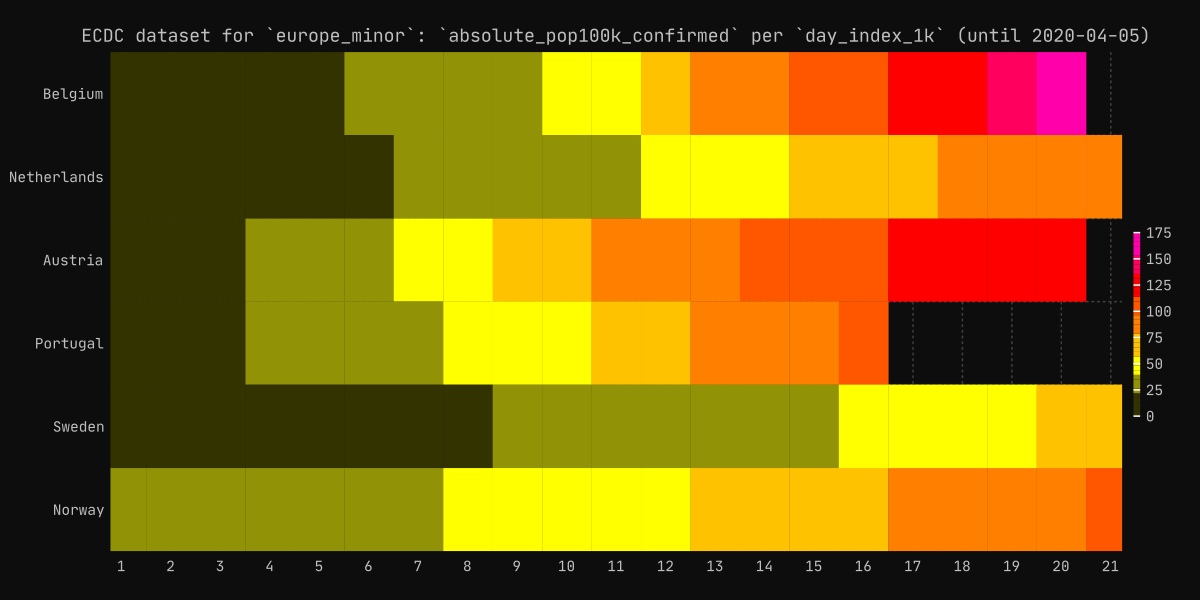 ECDC dataset for `europe_minor`: `absolute_pop100k_confirmed` per `day_index_1k` (until 2020-04-05)
Belgium
Netherlands
Austria
Portugal
Sweden
Norway
175
150
125
100
75
50
25
0
1 2 3 4 5 6 7 8 9 10 11 12 13 14 15 16 17 18 19 20 21